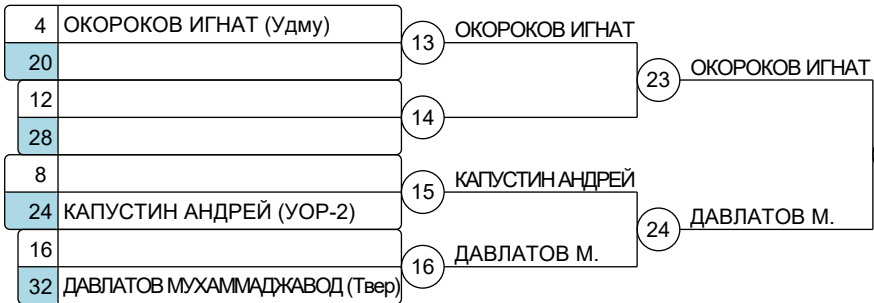 4 ОКОРОКОВ ИГНАТ (Удму)
20
13 ОКОРОКОВ ИГНАТ
12
28
14
23 ОКОРОКОВ ИГНАТ
8
24 КАПУСТИН АНДРЕЙ (УОР-2)
15 КАПУСТИН АНДРЕЙ
16
32 ДАВЛАТОВ МУХАММАДЖАВОД (Твер)
16 ДАВЛАТОВ М.
24 ДАВЛАТОВ М.